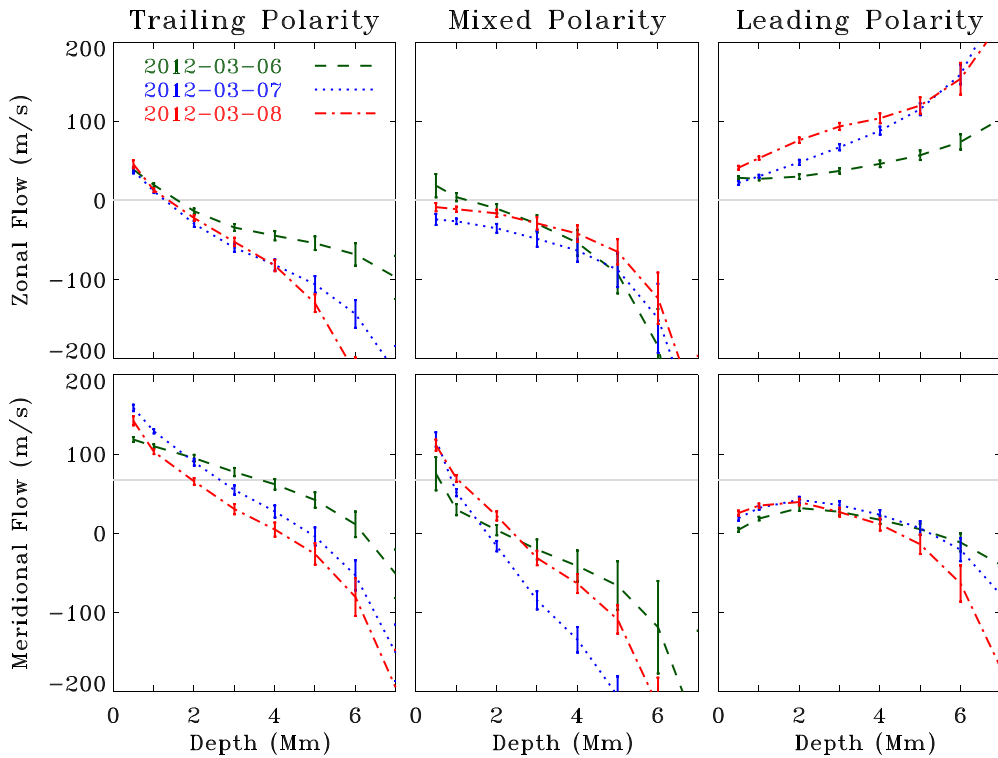 Trailing Polarity Mixed Polarity Leading Polarity
200
100
0
−100
−200
Zonal Flow (m/s)
2012−03−06
2012−03−07
2012−03−08
200
100
0
−100
−200
Meridional Flow (m/s)
0 2 4 6 0 2 4 6 0 2 4 6
Depth (Mm) Depth (Mm) Depth (Mm)